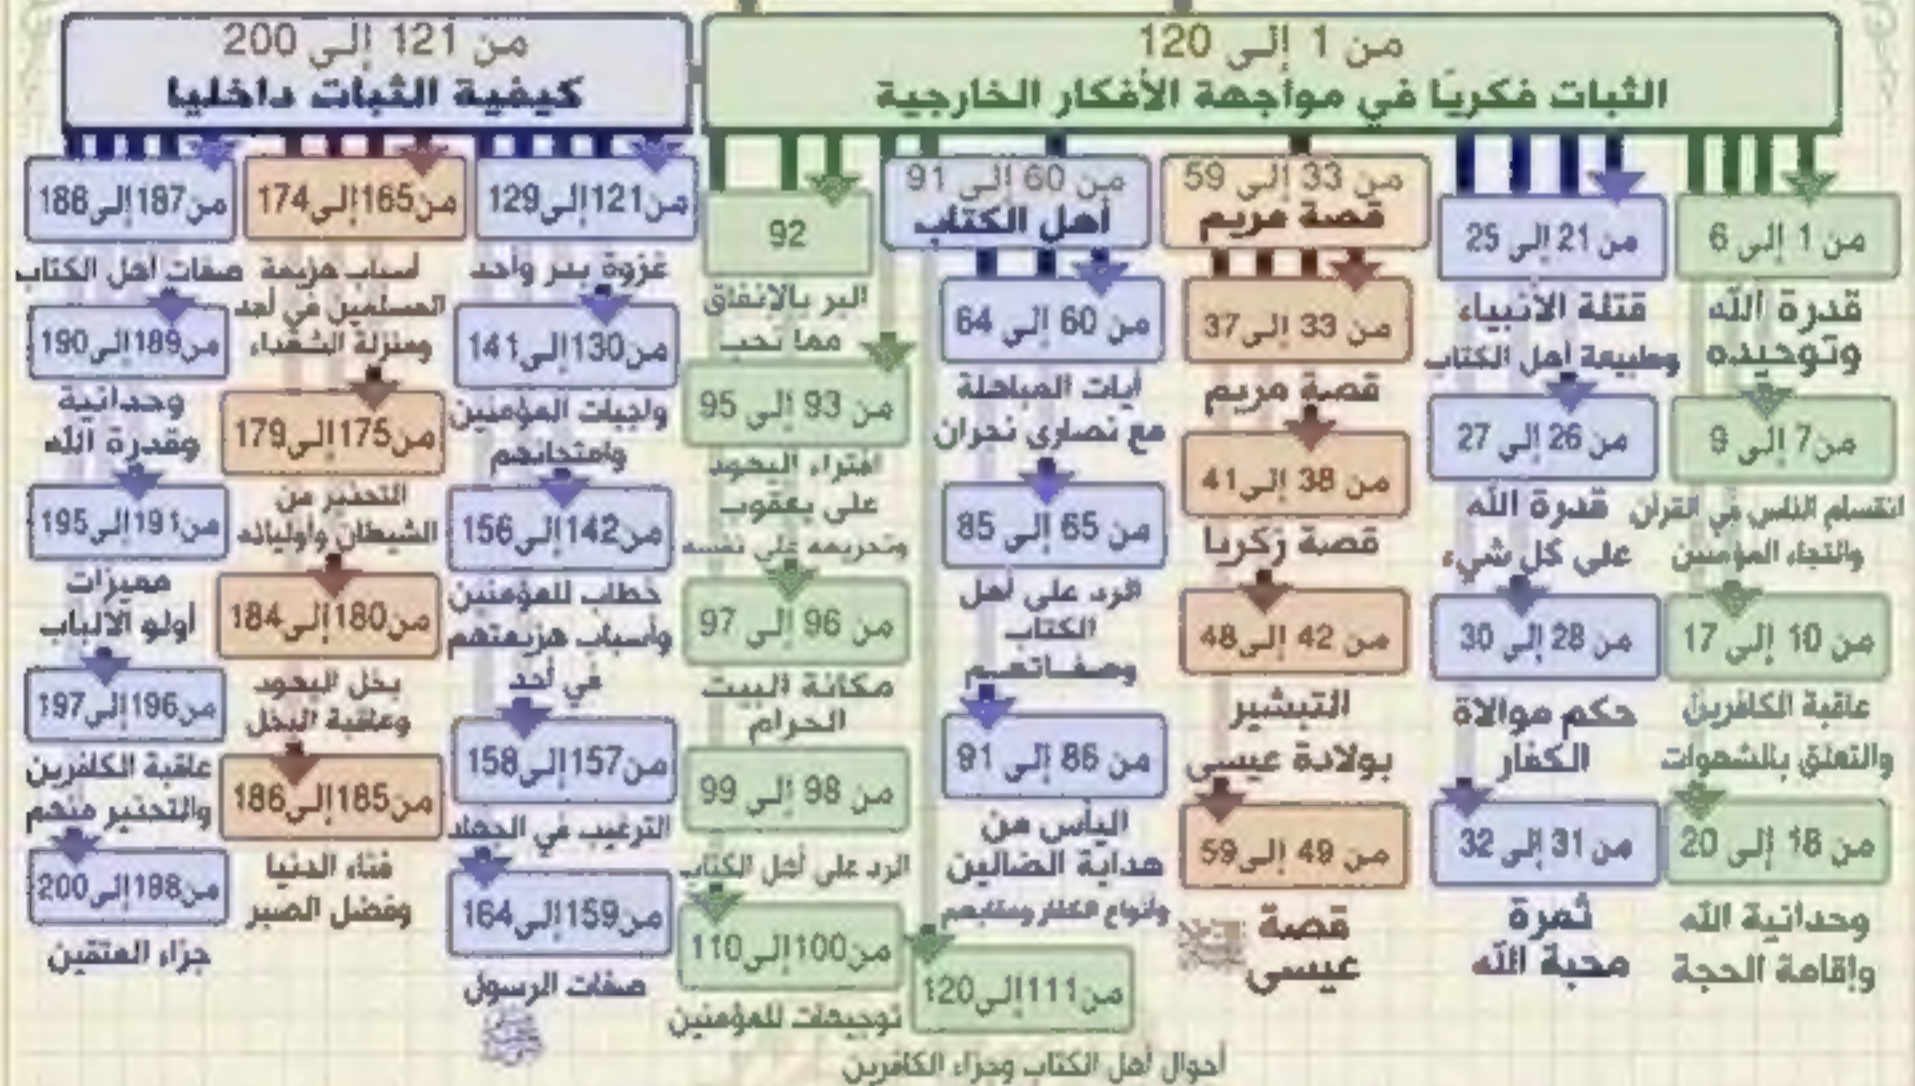 من 1 إلى 120
الثبات فكريًا في مواجهة الأفكار الخارجية
من 1 إلى 6
قدرة الله
وتوحيده
من7 إلى 9
انقسام الناس في القرآن
والتجاء المؤمنين
من 10 إلى 17
عاقبة الكافرين
والتعلق بالشهوات
من 18 إلى 20
وحدانية الله
وإقامة الحجة
من 21 إلى 25
قتلة الأنبياء
وطبيعة أهل الكتاب
من 26 إلى 27
قدرة الله
على كل شيء
من 28 إلى 30
حكم موالاة
الكفار
من 31 إلى 32
ثمرة
محبة الله
من 33 إلى 59
قصة مريم
من 33 إلى37
قصة مريم
من 38 إلى41
قصة زكريا
من 42 إلى48
التبشير
بولادة عيسى
من 49 إلى59
قصة
عيسى
من 60 إلى 91
أهل الكتاب
من 60 إلى 64
آيات المباهلة
مع نصارى نجران
من 65 إلى 85
الرد على أهل
الكتاب
وصفاتهم
من 86 إلى 91
اليأس من
هداية الضالين
وأنواع الكفار
92
البر بالإنفاق
مما نحب
من 93 إلى 95
افتراء اليهود
على يعقوب
وتحريمه على نفسه
من 96 إلى 97
مكانة البيت
الحرام
من 98 إلى 99
الرد على أهل الكتاب
من100إلى110
توجيهات للمؤمنين
من111إلى120
أحوال أهل الكتاب وجزاء الكافرين
من 121 إلى 200
كيفية الثبات داخليا
من121إلى129
غزوة بدر وأحد
من130إلى141
واجبات المؤمنين
وامتحانهم
من142إلى156
خطاب للمؤمنين
وأسباب هزيمتهم
في أحد
من157إلى158
الترغيب في الجهاد
من159إلى164
صفات الرسول
ﷺ
من165إلى174
أسباب هزيمة
المسلمين في أحد
ومنزلة الشهداء
من175إلى179
التحذير من
الشيطان وأوليائه
من180إلى184
بخل اليهود
وعاقبة البخل
من185إلى186
فناء الدنيا
وفضل الصبر
من187إلى188
صفات أهل الكتاب
من189إلى190
وحدانية
وقدرة الله
من191إلى195
مميزات
أولو الألباب
من196إلى197
عاقبة الكافرين
والتحذير منهم
من198إلى200
جزاء المتقين